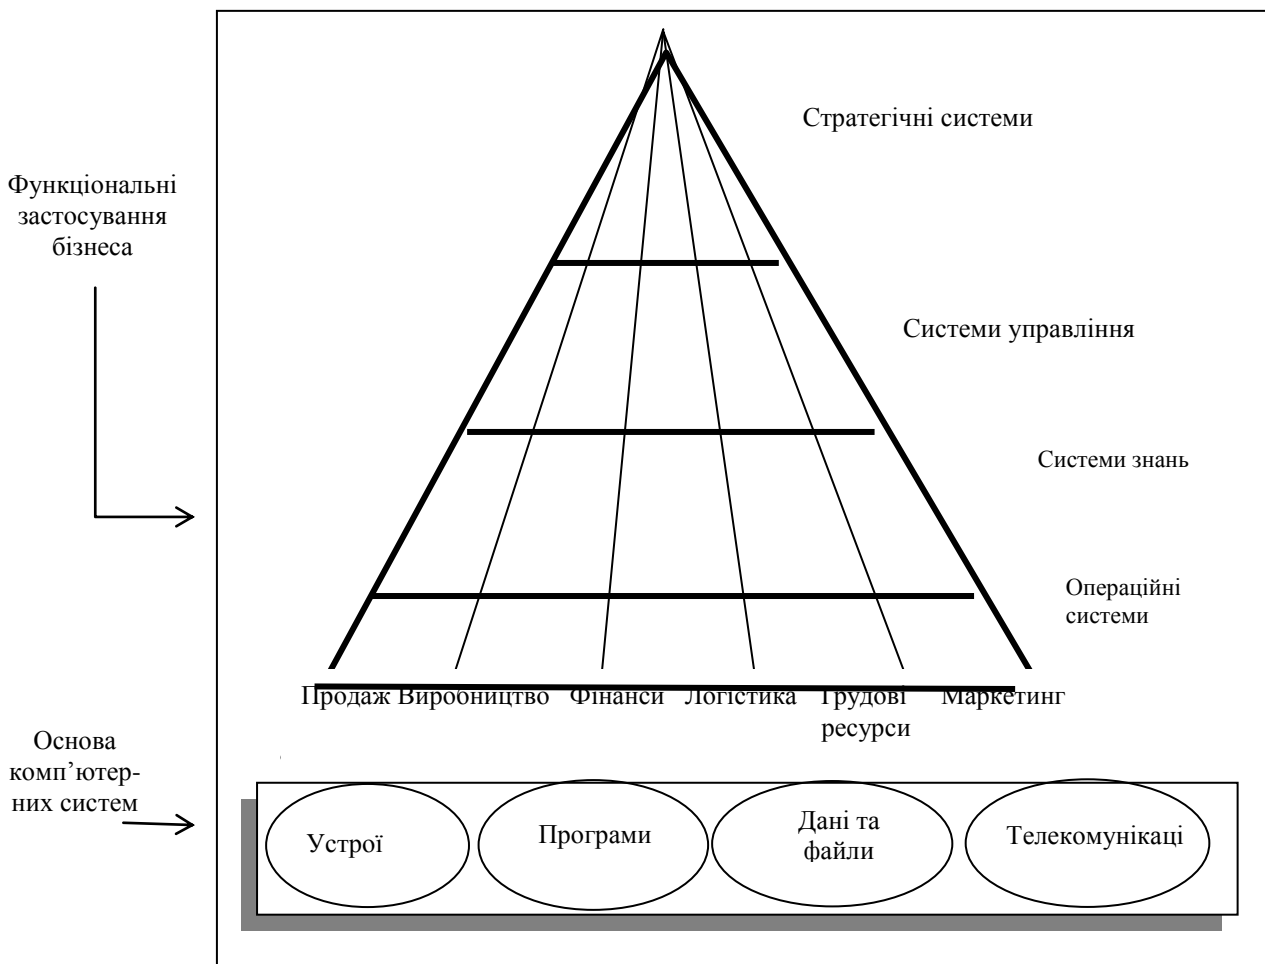 Стратегічні системи
Функціональні
застосування
бізнеса
Системи управління
Системи знань
Операційні
системи
Продаж Виробництво Фінанси Логістика Трудові Маркетинг
ресурси
Основа
комп’ютер-
них систем
Устрої
Програми
Дані та
файли
Телекомунікаці